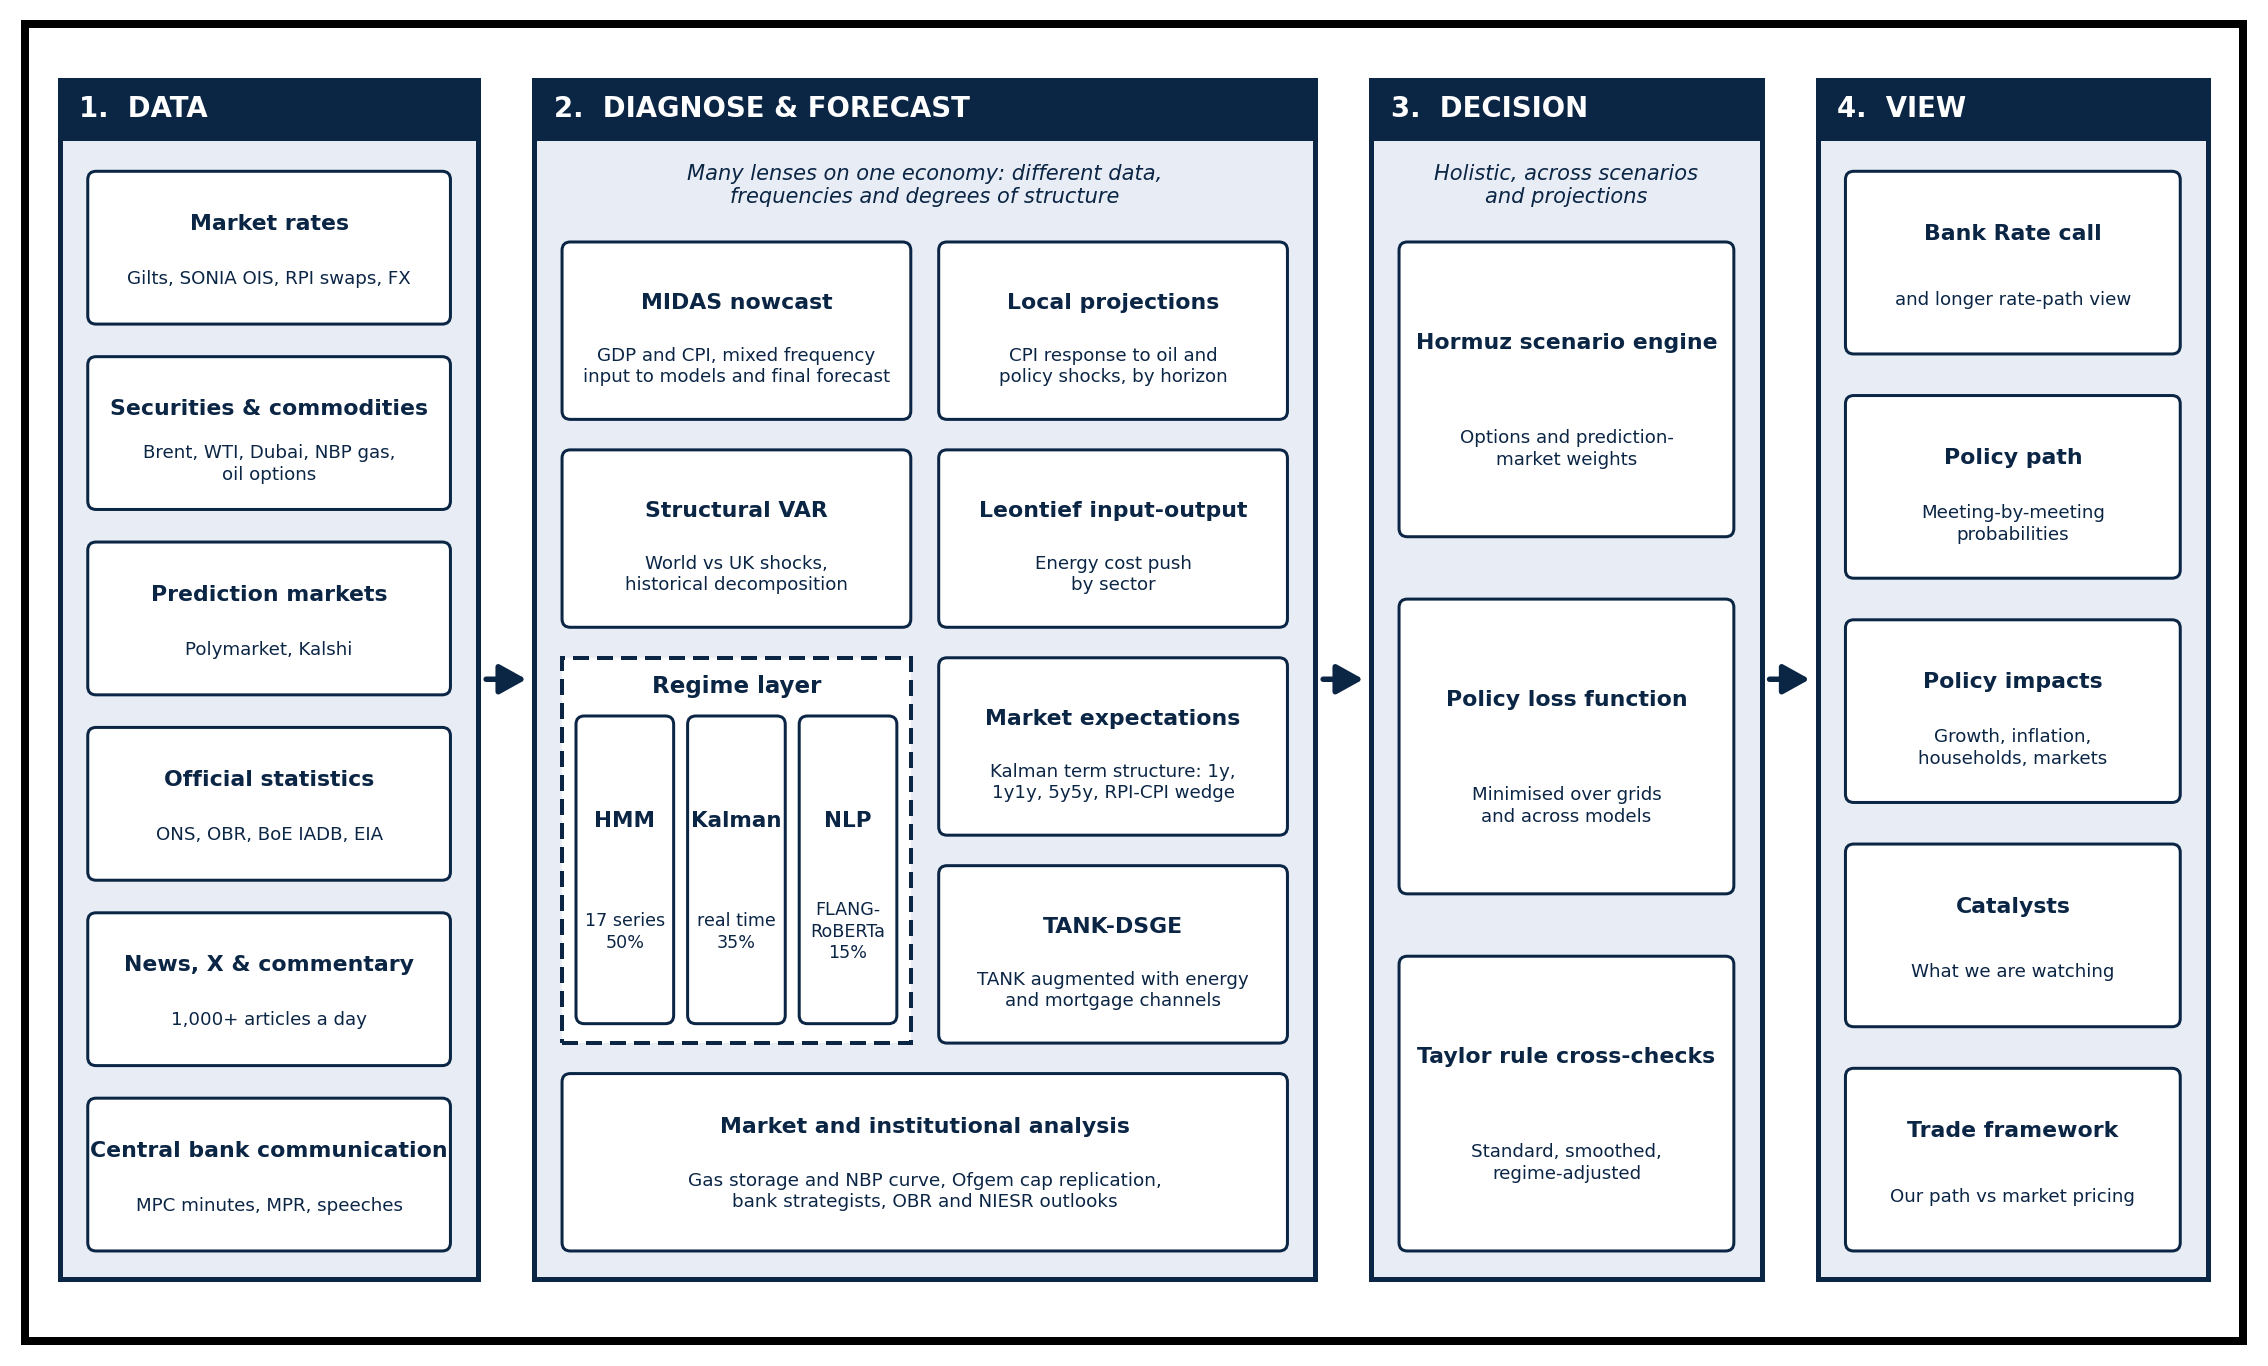 1. DATA
Market rates
Gilts, SONIA OIS, RPI swaps, FX
Securities & commodities
Brent, WTI, Dubai, NBP gas,
oil options
Prediction markets
Polymarket, Kalshi
Official statistics
ONS, OBR, BoE IADB, EIA
News, X & commentary
1,000+ articles a day
Central bank communication
MPC minutes, MPR, speeches
2. DIAGNOSE & FORECAST
Many lenses on one economy: different data,
frequencies and degrees of structure
MIDAS nowcast
GDP and CPI, mixed frequency
input to models and final forecast
Local projections
CPI response to oil and
policy shocks, by horizon
Structural VAR
World vs UK shocks,
historical decomposition
Leontief input-output
Energy cost push
by sector
Regime layer
HMM
17 series
50%
Kalman
real time
35%
NLP
FLANG-
RoBERTa
15%
Market expectations
Kalman term structure: 1y,
1y1y, 5y5y, RPI-CPI wedge
TANK-DSGE
TANK augmented with energy
and mortgage channels
Market and institutional analysis
Gas storage and NBP curve, Ofgem cap replication,
bank strategists, OBR and NIESR outlooks
3. DECISION
Holistic, across scenarios
and projections
Hormuz scenario engine
Options and prediction-
market weights
Policy loss function
Minimised over grids
and across models
Taylor rule cross-checks
Standard, smoothed,
regime-adjusted
4. VIEW
Bank Rate call
and longer rate-path view
Policy path
Meeting-by-meeting
probabilities
Policy impacts
Growth, inflation,
households, markets
Catalysts
What we are watching
Trade framework
Our path vs market pricing